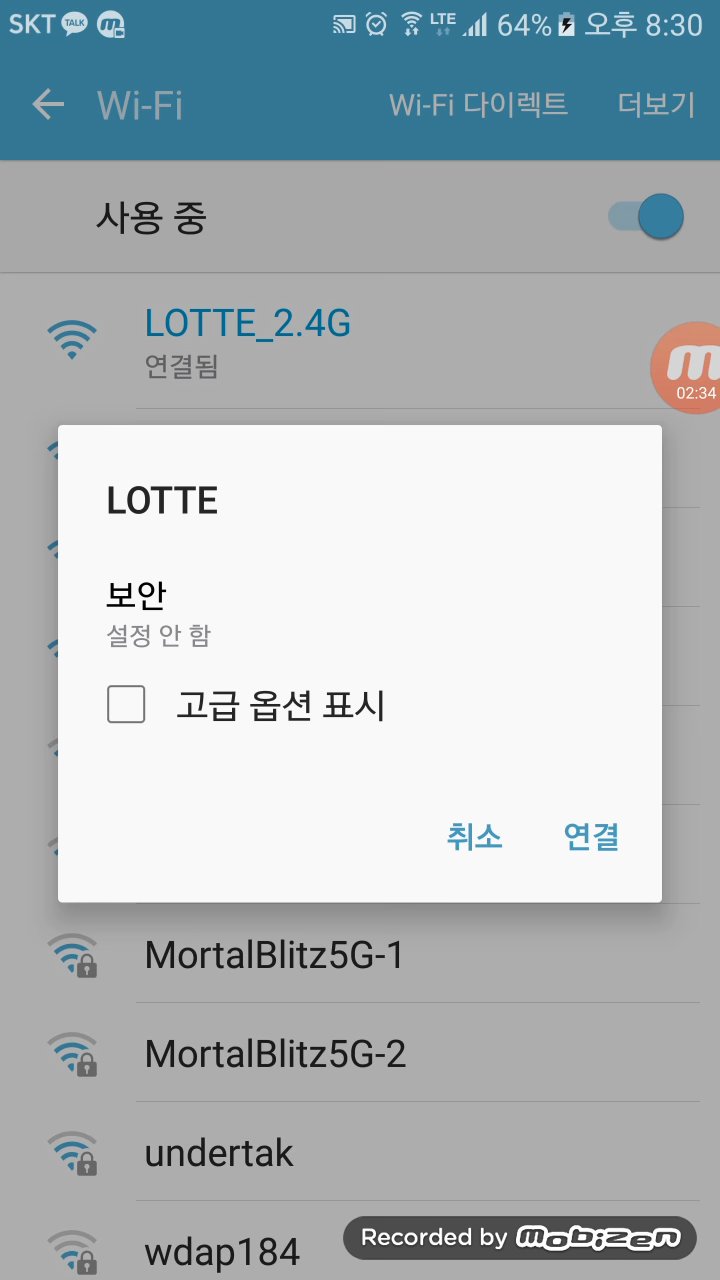 SKT TALK m LTE 64% 오후 8:30
Wi-Fi Wi-Fi 다이렉트 더보기
사용 중
LOTTE_2.4G
연결됨
m
02:34
LOTTE
보안
설정 안 함
고급 옵션 표시
취소 연결
MortalBlitz5G-1
MortalBlitz5G-2
undertak
wdap184
Recorded by mobizen